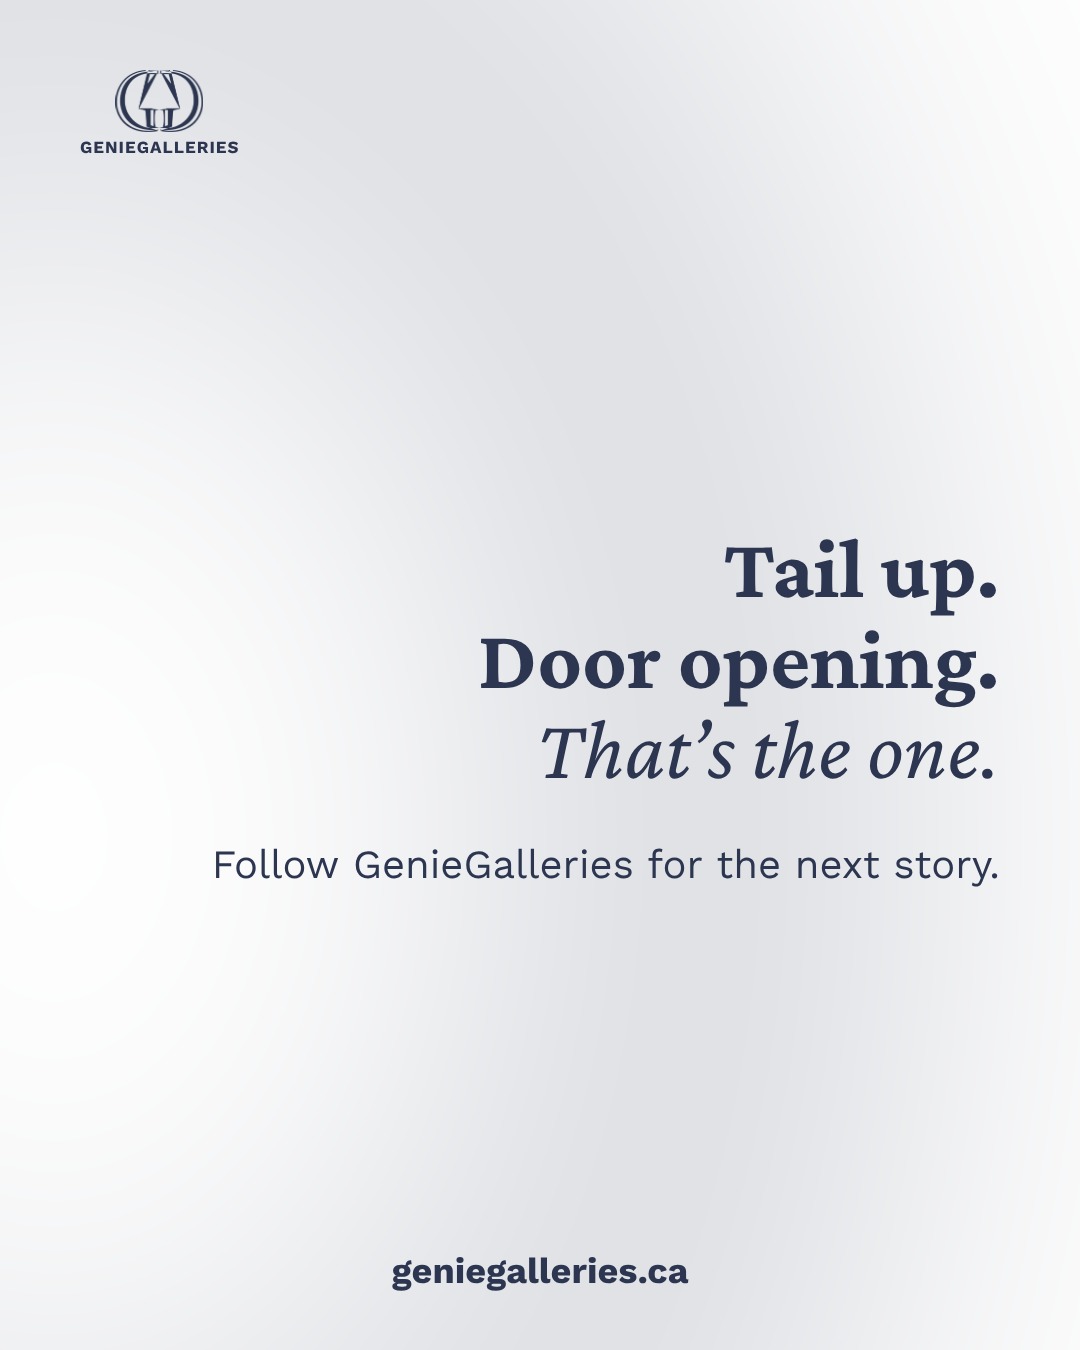 GENIEGALLERIES
Tail up.
Door opening.
That’s the one.
Follow GenieGalleries for the next story.
geniegalleries.ca